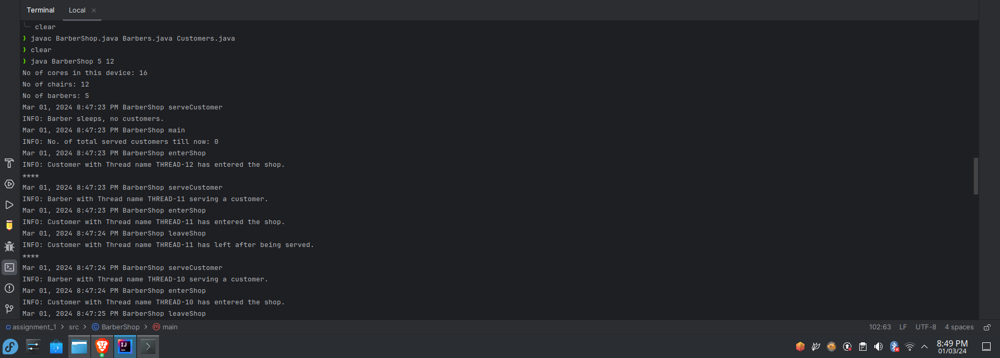 Terminal Local
clear
❯ javac BarberShop.java Barbers.java Customers.java
❯ clear
❯ java BarberShop 5 12
No of cores in this device: 16
No of chairs: 12
No of barbers: 5
Mar 01, 2024 8:47:23 PM BarberShop serveCustomer
INFO: Barber sleeps, no customers.
Mar 01, 2024 8:47:23 PM BarberShop main
INFO: No. of total served customers till now: 0
Mar 01, 2024 8:47:23 PM BarberShop enterShop
INFO: Customer with Thread name THREAD-12 has entered the shop.
****
Mar 01, 2024 8:47:23 PM BarberShop serveCustomer
INFO: Barber with Thread name THREAD-11 serving a customer.
Mar 01, 2024 8:47:23 PM BarberShop enterShop
INFO: Customer with Thread name THREAD-11 has entered the shop.
Mar 01, 2024 8:47:24 PM BarberShop leaveShop
INFO: Customer with Thread name THREAD-11 has left after being served.
****
Mar 01, 2024 8:47:24 PM BarberShop serveCustomer
INFO: Barber with Thread name THREAD-10 serving a customer.
Mar 01, 2024 8:47:24 PM BarberShop enterShop
INFO: Customer with Thread name THREAD-10 has entered the shop.
Mar 01, 2024 8:47:25 PM BarberShop leaveShop
assignment_1 > src > BarberShop > main 102:63 LF UTF-8 4 spaces
8:49 PM
01/03/24